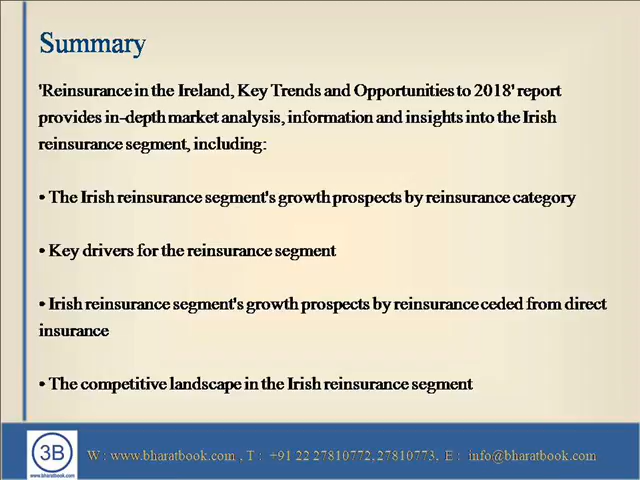 Summary
'Reinsurance in the Ireland, Key Trends and Opportunities to 2018' report
provides in-depth market analysis, information and insights into the Irish
reinsurance segment, including:
• The Irish reinsurance segment's growth prospects by reinsurance category
• Key drivers for the reinsurance segment
• Irish reinsurance segment's growth prospects by reinsurance ceded from direct
insurance
• The competitive landscape in the Irish reinsurance segment
3B
www.bharatbook.com
W : www.bharatbook.com , T : +91 22 27810772, 27810773, E : info@bharatbook.com